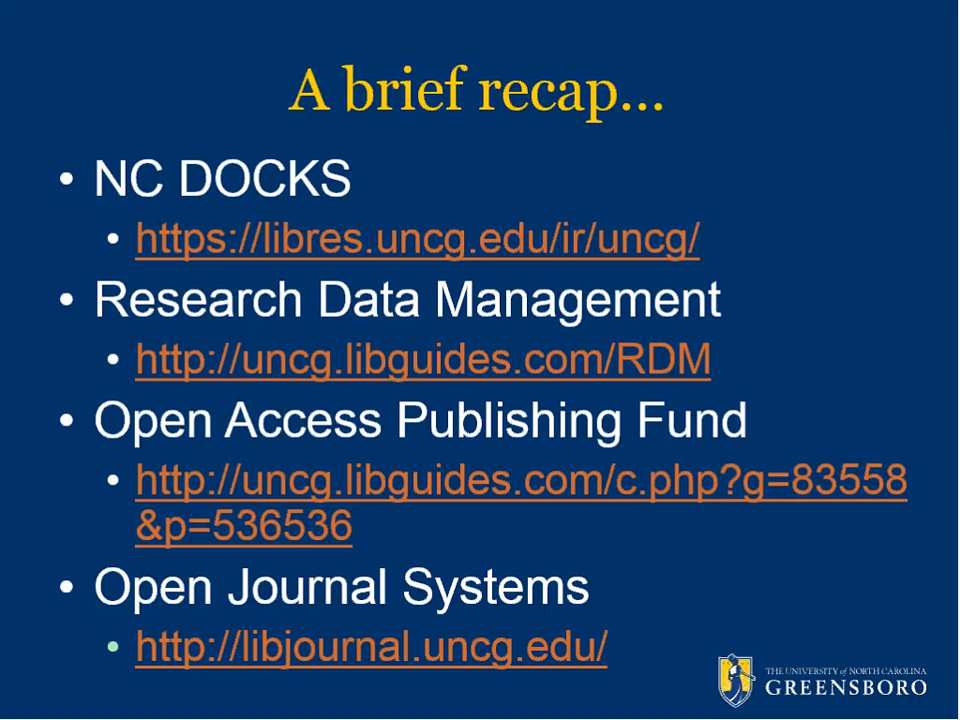 A brief recap...
• NC DOCKS
• https://libres.uncg.edu/ir/uncg/
• Research Data Management
• http://uncg.libguides.com/RDM
• Open Access Publishing Fund
• http://uncg.libguides.com/c.php?g=83558
&p=536536
• Open Journal Systems
• http://libjournal.uncg.edu/
THE UNIVERSITY of NORTH CAROLINA
GREENSBORO